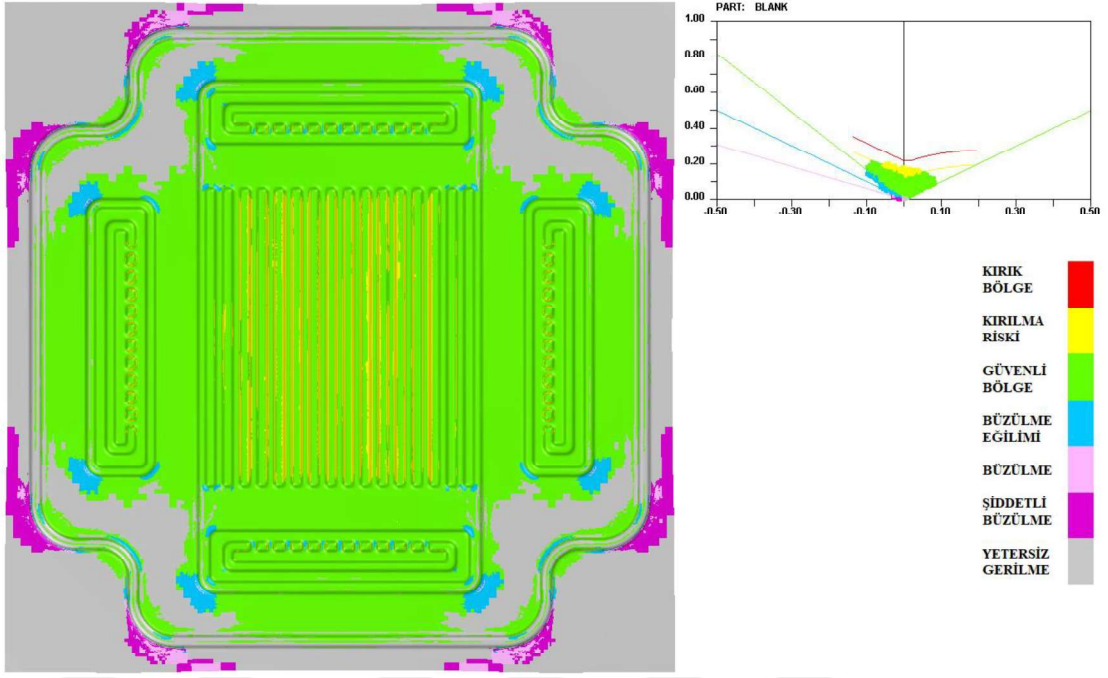 PART: BLANK
1.00
0.80
0.60
0.40
0.20
0.00
-0.50
-0.30
-0.10
0.10
0.30
0.50
KIRIK
BÖLGE
KIRILMA
RİSKİ
GÜVENLİ
BÖLGE
BÜZÜLME
EĞİLİMİ
BÜZÜLME
ŞİDDETLİ
BÜZÜLME
YETERSİZ
GERİLME